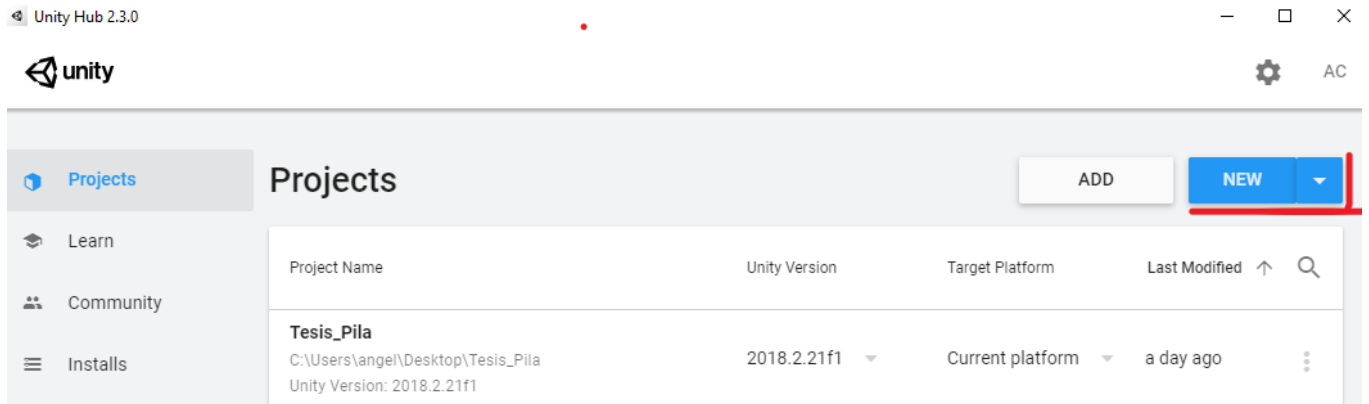 Unity Hub 2.3.0
unity
AC
Projects
Learn
Community
Installs
Projects
ADD
NEW
Project Name
Unity Version
Target Platform
Last Modified
Tesis_Pila
C:\Users\angel\Desktop\Tesis_Pila
Unity Version: 2018.2.21f1
2018.2.21f1
Current platform
a day ago